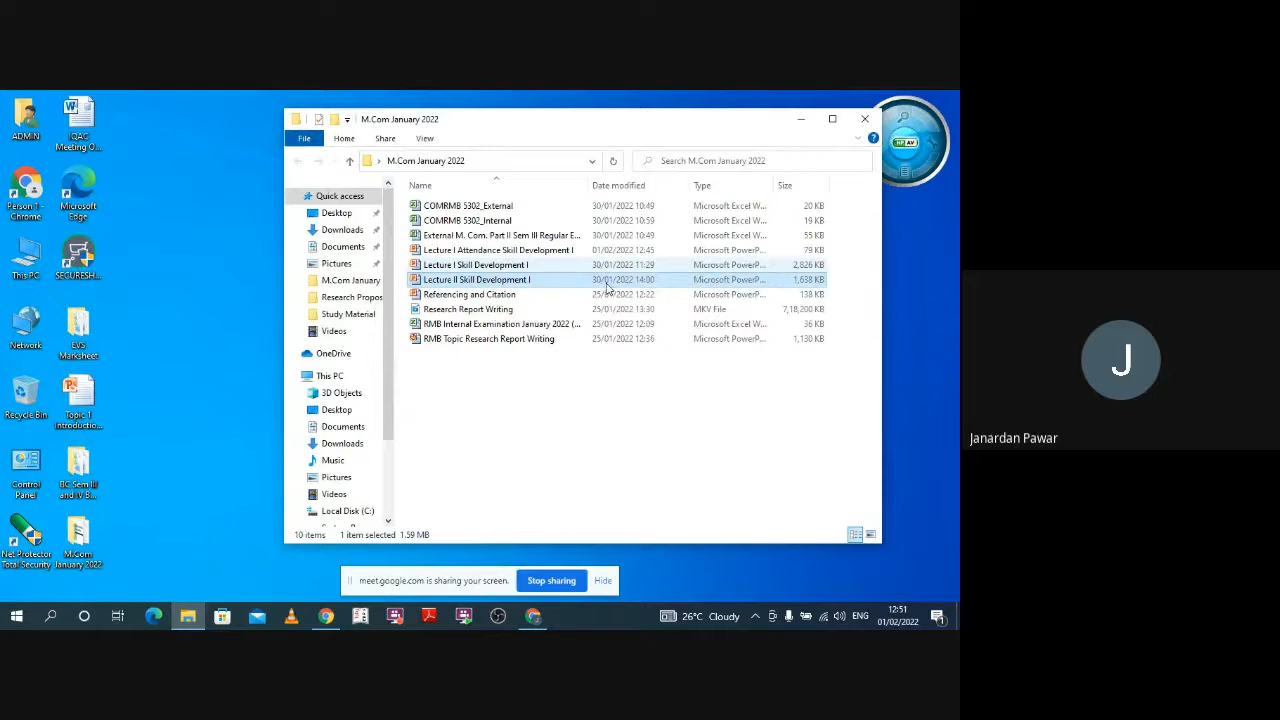 ADMIN
IQAC Meeting O...
Person 1 - Chrome
Microsoft Edge
This PC
SECURESH...
Network
EVS Marksheet
Recycle Bin
Topic 1 Introductio...
Control Panel
BC Sem III and IV B...
Net Protector Total Security
M.Com January 2022
M.Com January 2022
File Home Share View
M.Com January 2022
Search M.Com January 2022
Name Date modified Type Size
COMRMB 5302_External 30/01/2022 10:49 Microsoft Excel W... 20 KB
COMRMB 5302_Internal 30/01/2022 10:59 Microsoft Excel W... 19 KB
External M. Com. Part II Sem III Regular E... 30/01/2022 10:49 Microsoft Excel W... 55 KB
Lecture I Attendance Skill Development I 01/02/2022 12:45 Microsoft PowerP... 79 KB
Lecture I Skill Development I 30/01/2022 11:29 Microsoft PowerP... 2,826 KB
Lecture II Skill Development I 30/01/2022 14:00 Microsoft PowerP... 1,638 KB
Referencing and Citation 25/01/2022 12:22 Microsoft PowerP... 138 KB
Research Report Writing 25/01/2022 13:30 MKV File 7,18,200 KB
RMB Internal Examination January 2022 (... 25/01/2022 12:09 Microsoft Excel W... 36 KB
RMB Topic Research Report Writing 25/01/2022 12:36 Microsoft PowerP... 1,130 KB
Quick access
Desktop
Downloads
Documents
Pictures
M.Com January
Research Propos
Study Material
Videos
OneDrive
This PC
3D Objects
Desktop
Documents
Downloads
Music
Pictures
Videos
Local Disk (C:)
10 items 1 item selected 1.59 MB
meet.google.com is sharing your screen. Stop sharing Hide
26°C Cloudy ENG 12:51
01/02/2022
J
Janardan Pawar